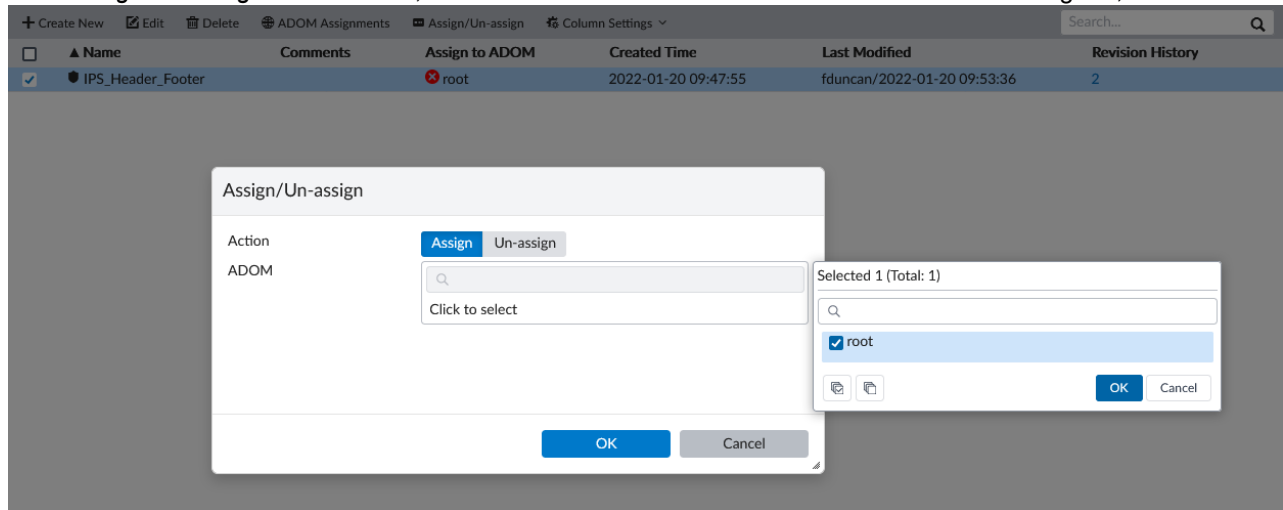 Create New Edit Delete ADOM Assignments Assign/Un-assign Column Settings Search...
Name Comments Assign to ADOM Created Time Last Modified Revision History
IPS_Header_Footer root 2022-01-20 09:47:55 fduncan/2022-01-20 09:53:36 2
Assign/Un-assign
Action Assign Un-assign
ADOM
Click to select
Selected 1 (Total: 1)
root
OK Cancel
OK Cancel